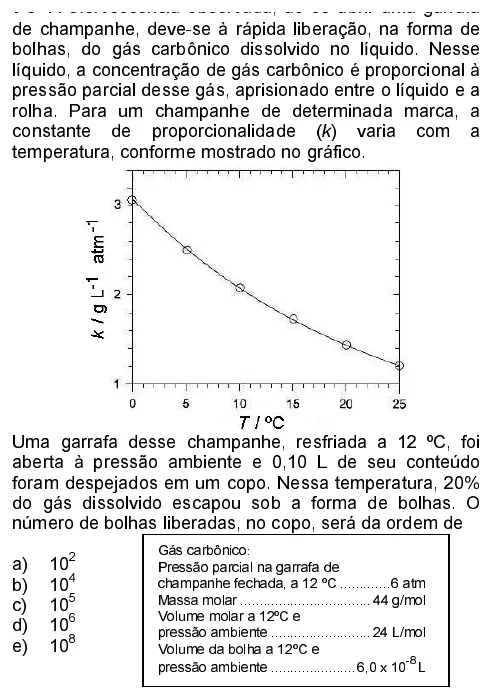 de champanhe, deve-se à rápida liberação, na forma de
bolhas, do gás carbônico dissolvido no líquido. Nesse
líquido, a concentração de gás carbônico é proporcional à
pressão parcial desse gás, aprisionado entre o líquido e a
rolha. Para um champanhe de determinada marca, a
constante de proporcionalidade (k) varia com a
temperatura, conforme mostrado no gráfico.
k / g L⁻¹ atm⁻¹
3
2
1
0 5 10 15 20 25
T / ºC
Uma garrafa desse champanhe, resfriada a 12 ºC, foi
aberta à pressão ambiente e 0,10 L de seu conteúdo
foram despejados em um copo. Nessa temperatura, 20%
do gás dissolvido escapou sob a forma de bolhas. O
número de bolhas liberadas, no copo, será da ordem de
a) 10²
b) 10⁴
c) 10⁵
d) 10⁶
e) 10⁸
Gás carbônico:
Pressão parcial na garrafa de
champanhe fechada, a 12 ºC ............6 atm
Massa molar ................................. 44 g/mol
Volume molar a 12ºC e
pressão ambiente ......................... 24 L/mol
Volume da bolha a 12ºC e
pressão ambiente .....................6,0 x 10⁻⁸ L